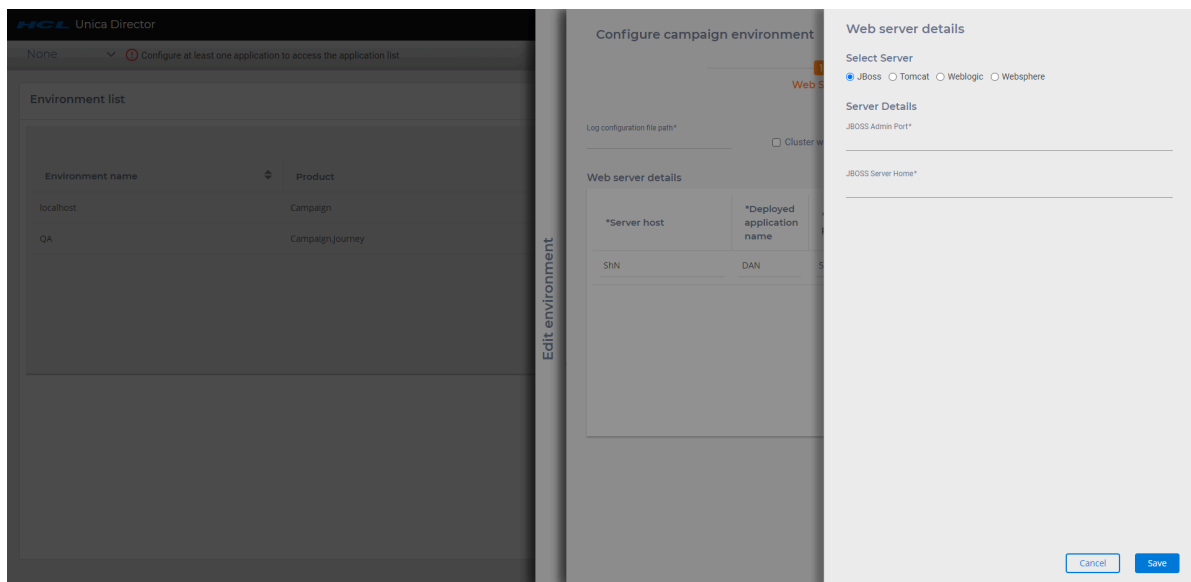 HCL Unica Director
None
Configure at least one application to access the application list
Environment list
Environment name
Product
localhost
Campaign
QA
Campaign,Journey
Edit environment
Configure campaign environment
1
Web S
Log configuration file path*
Cluster w
Web server details
*Server host
*Deployed
application
name
ShN
DAN
Web server details
Select Server
JBoss
Tomcat
Weblogic
Websphere
Server Details
JBOSS Admin Port*
JBOSS Server Home*
Cancel
Save